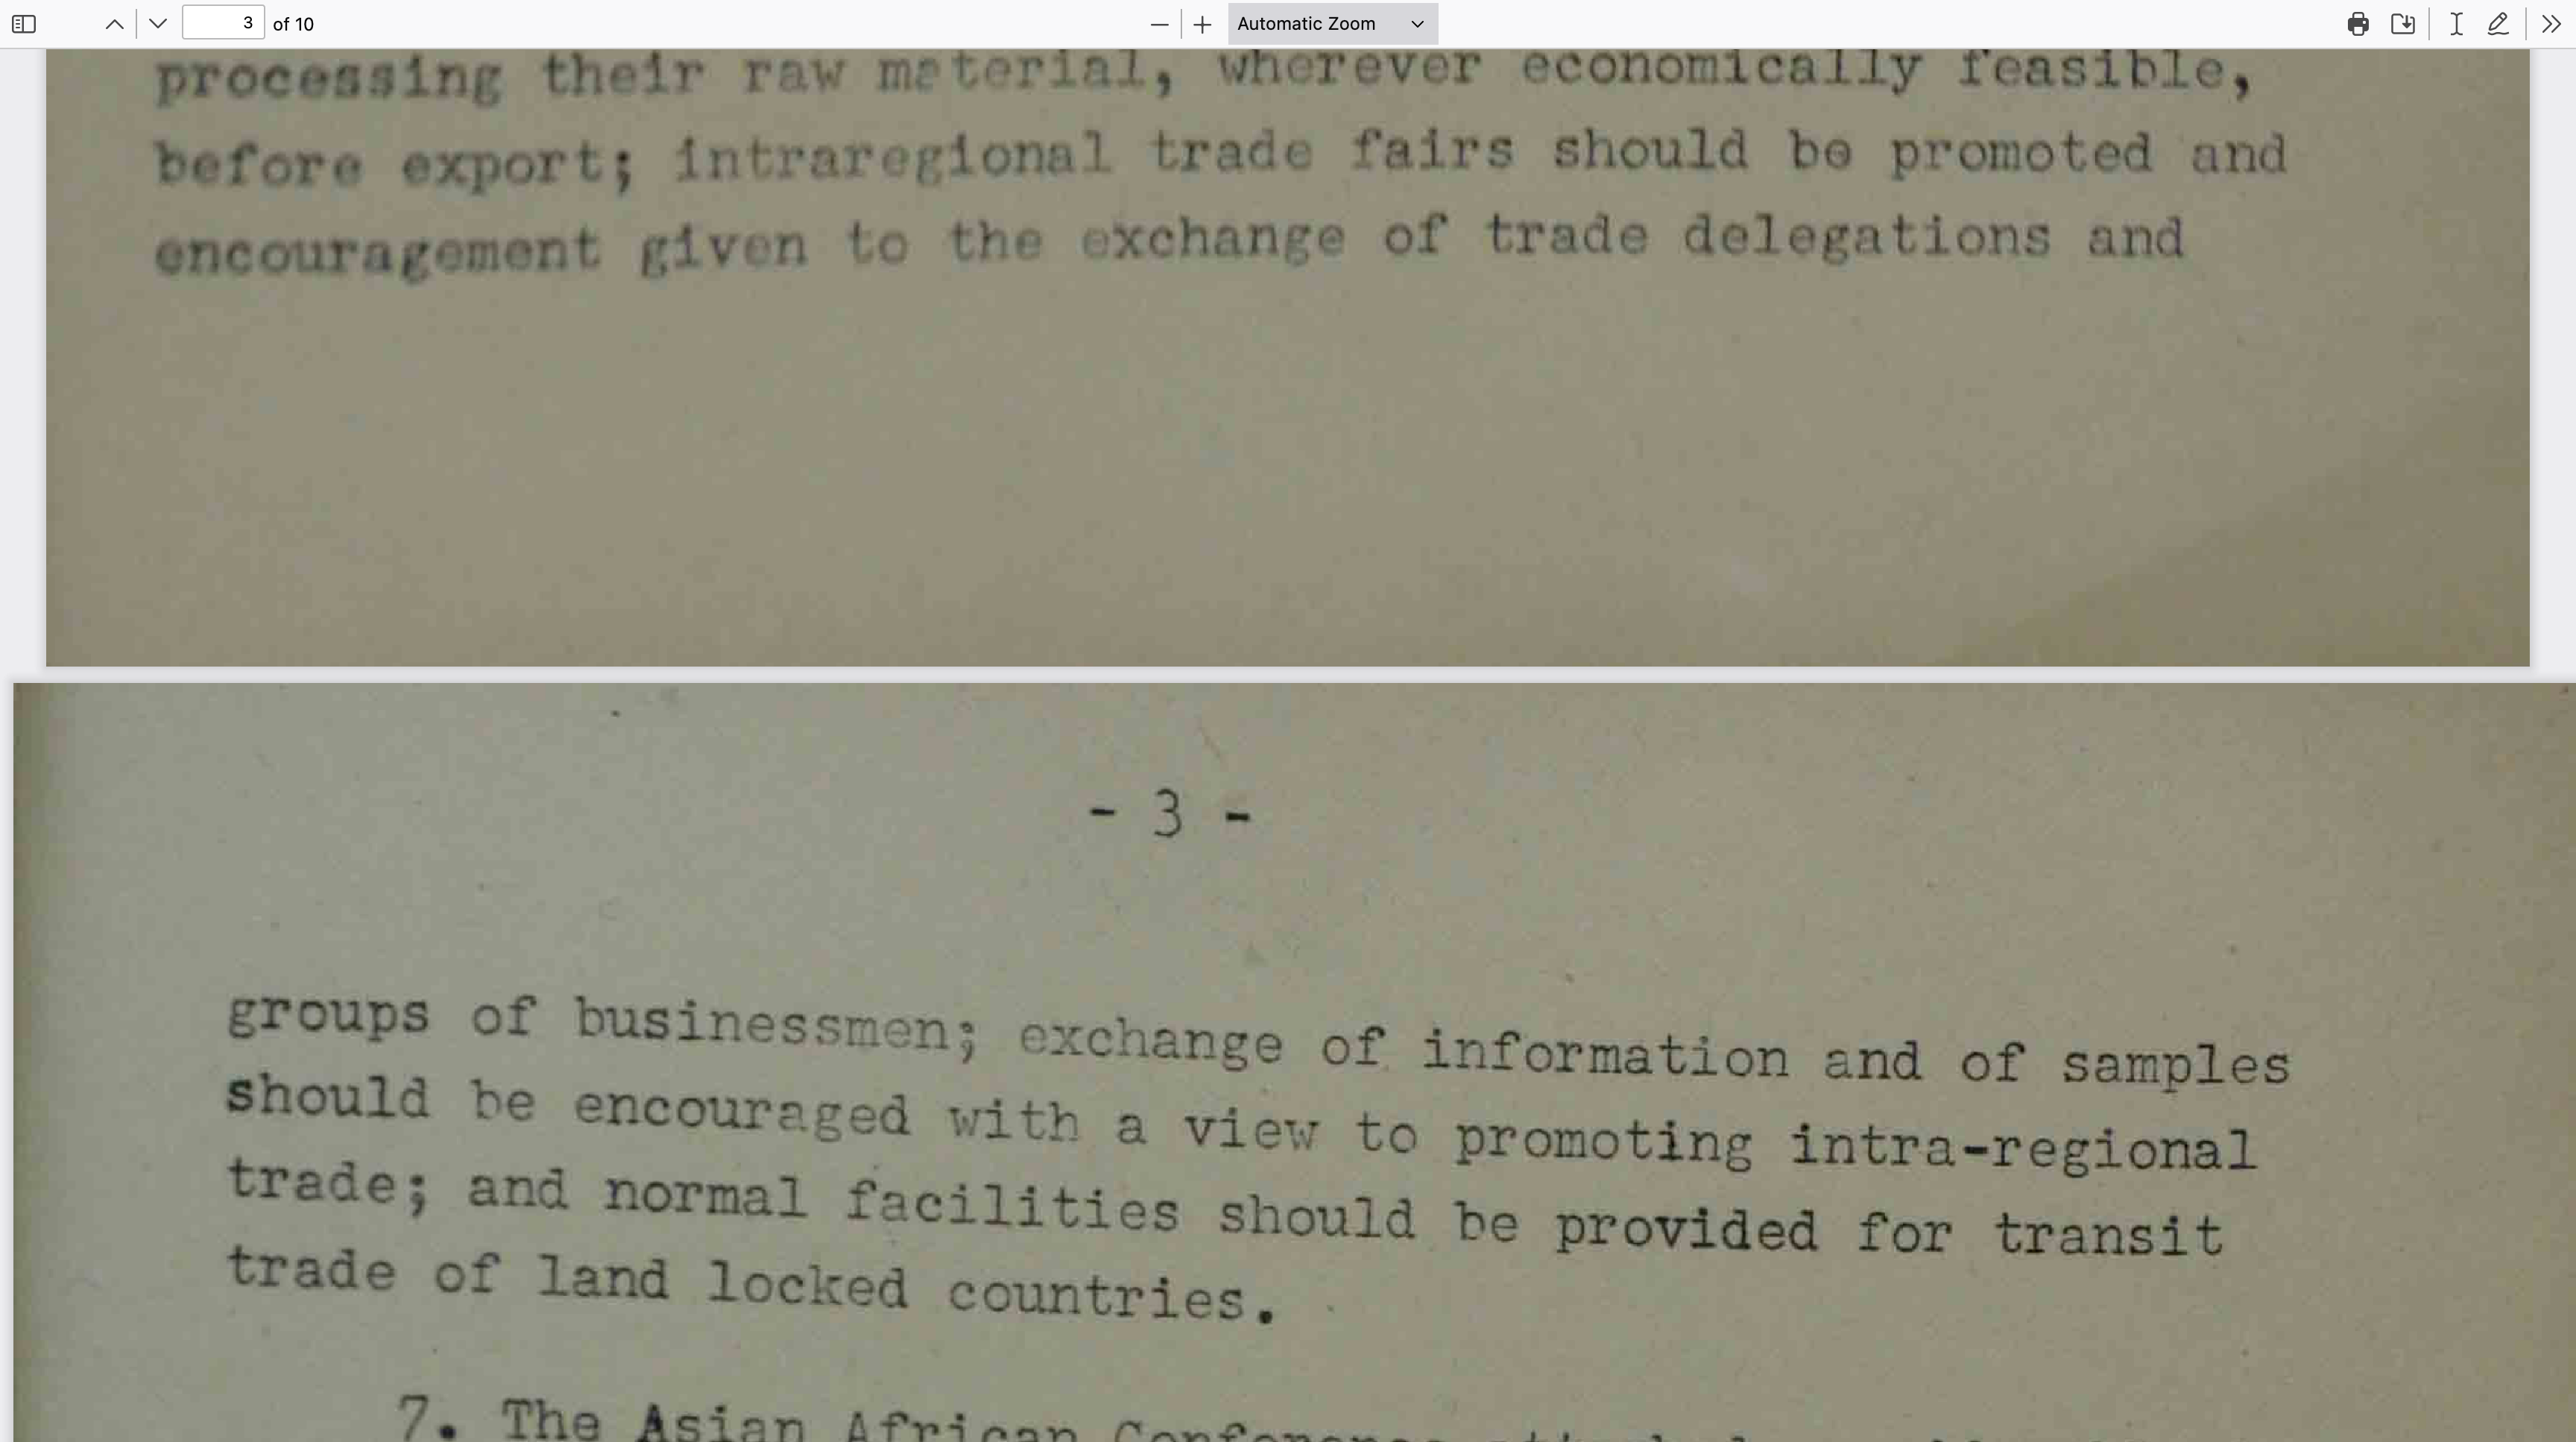 3 of 10 Automatic Zoom
processing their raw material, wherever economically feasible,
before export; intraregional trade fairs should be promoted and
encouragement given to the exchange of trade delegations and
- 3 -
groups of businessmen; exchange of information and of samples
should be encouraged with a view to promoting intra-regional
trade; and normal facilities should be provided for transit
trade of land locked countries.
7. The Asian African Conference